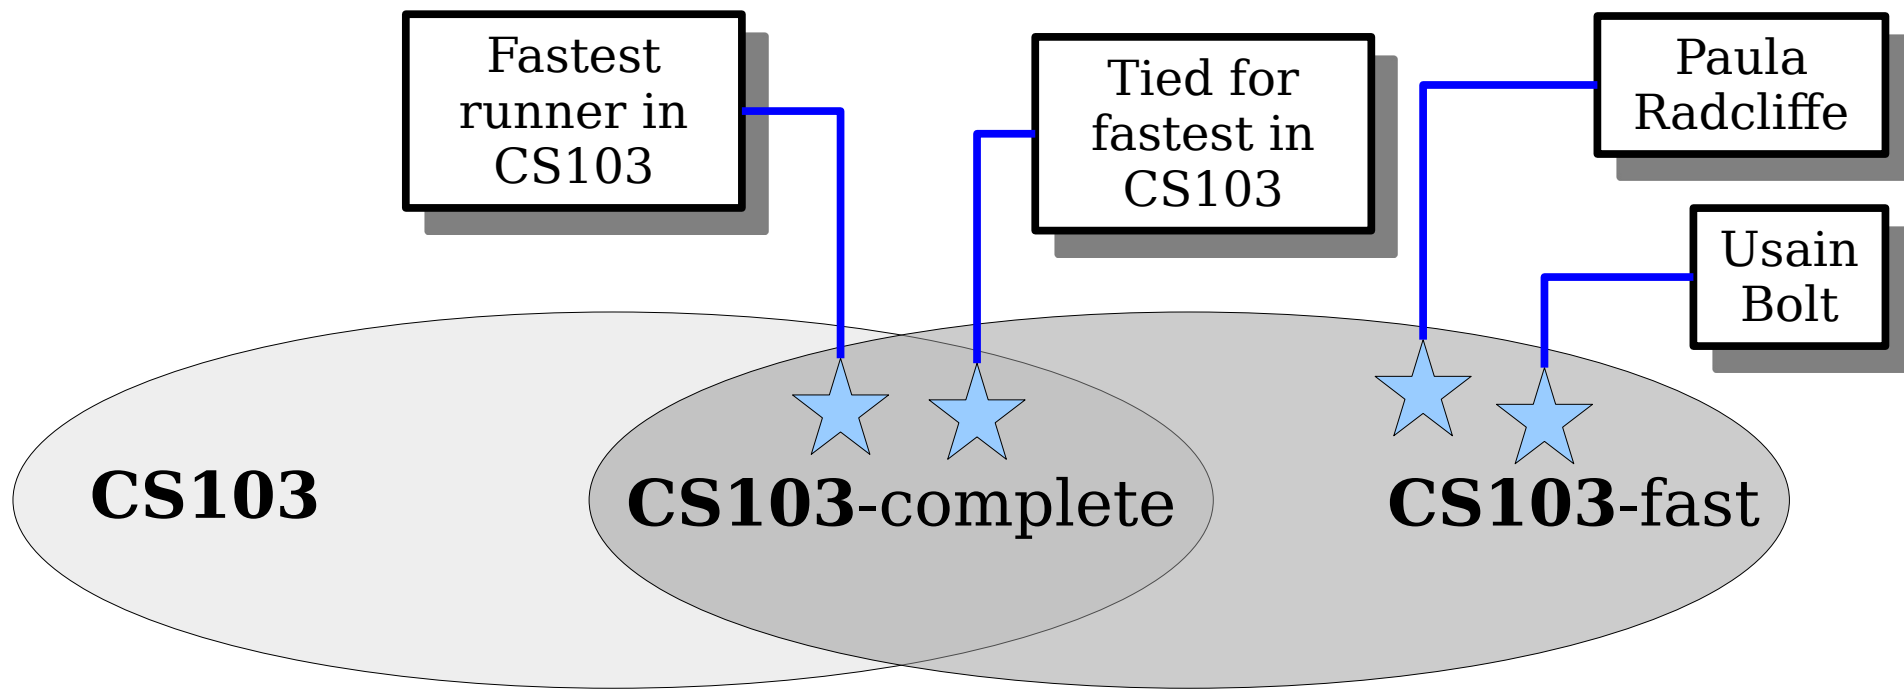 Fastest
runner in
CS103
Tied for
fastest in
CS103
Paula
Radcliffe
Usain
Bolt
CS103
CS103-complete
CS103-fast